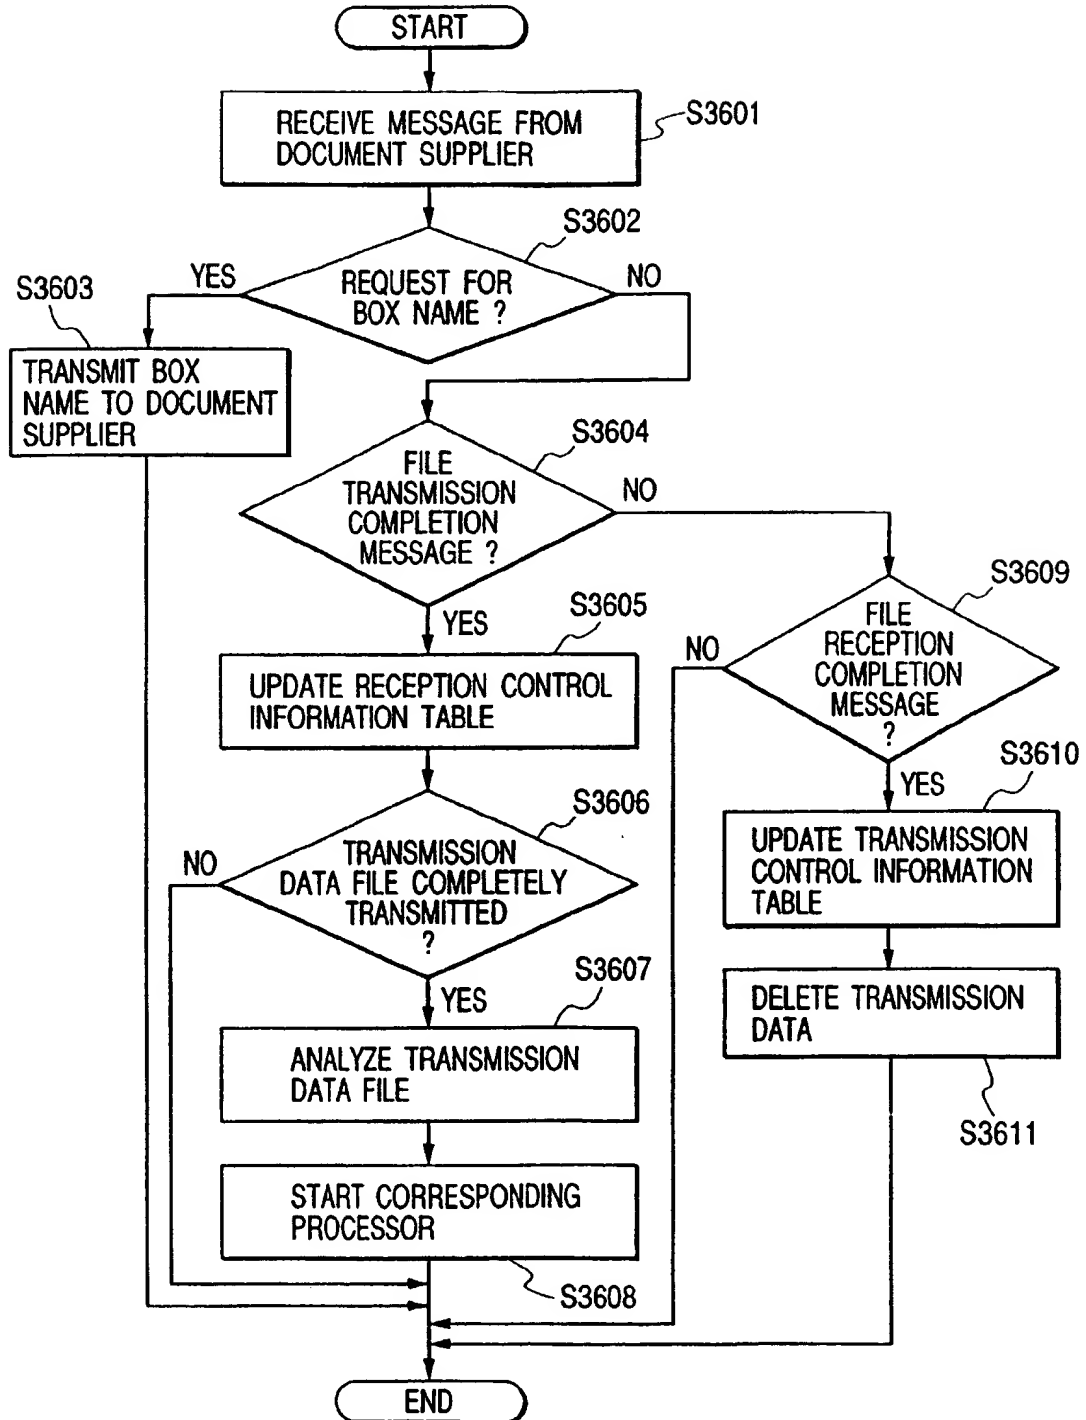 START
RECEIVE MESSAGE FROM
DOCUMENT SUPPLIER
S3601
S3602
REQUEST FOR
BOX NAME ?
YES
NO
S3603
TRANSMIT BOX
NAME TO DOCUMENT
SUPPLIER
S3604
FILE
TRANSMISSION
COMPLETION
MESSAGE ?
NO
YES
S3605
UPDATE RECEPTION CONTROL
INFORMATION TABLE
S3609
FILE
RECEPTION
COMPLETION
MESSAGE
?
NO
YES
S3606
TRANSMISSION
DATA FILE COMPLETELY
TRANSMITTED
?
NO
YES
S3610
UPDATE TRANSMISSION
CONTROL INFORMATION
TABLE
S3607
ANALYZE TRANSMISSION
DATA FILE
DELETE TRANSMISSION
DATA
S3611
START CORRESPONDING
PROCESSOR
S3608
END